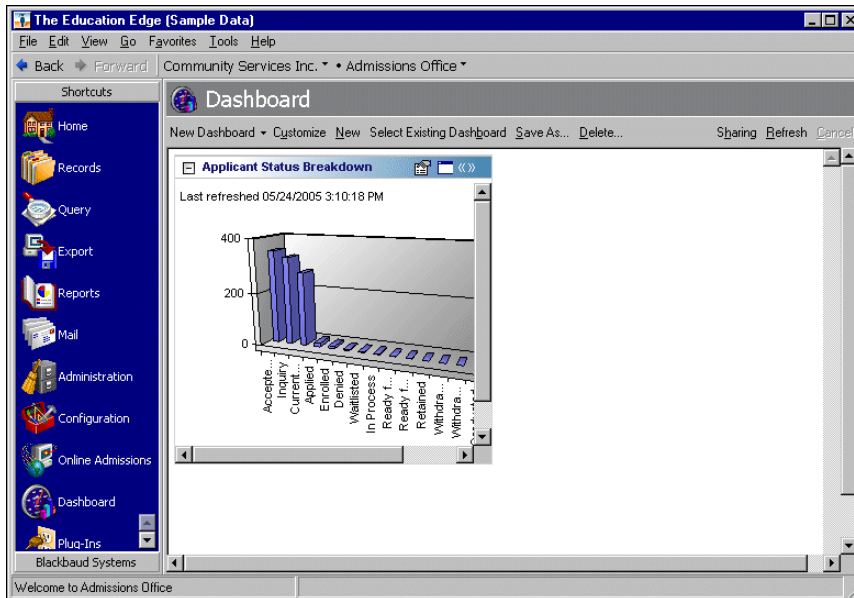 The Education Edge (Sample Data)
File Edit View Go Favorites Tools Help
Back Forward Community Services Inc. • Admissions Office
Shortcuts
Home
Records
Query
Export
Reports
Mail
Administration
Configuration
Online Admissions
Dashboard
Plug-Ins
Blackbaud Systems
Dashboard
New Dashboard Customize New Select Existing Dashboard Save As... Delete... Sharing Refresh Cancel
Applicant Status Breakdown
Last refreshed 05/24/2005 3:10:18 PM
400
200
0
Accepte...
Inquiry
Current...
Applied
Enrolled
Denied
Waitlisted
In Process
Ready f...
Ready f...
Retained
Withdra...
Withdra...
Welcome to Admissions Office